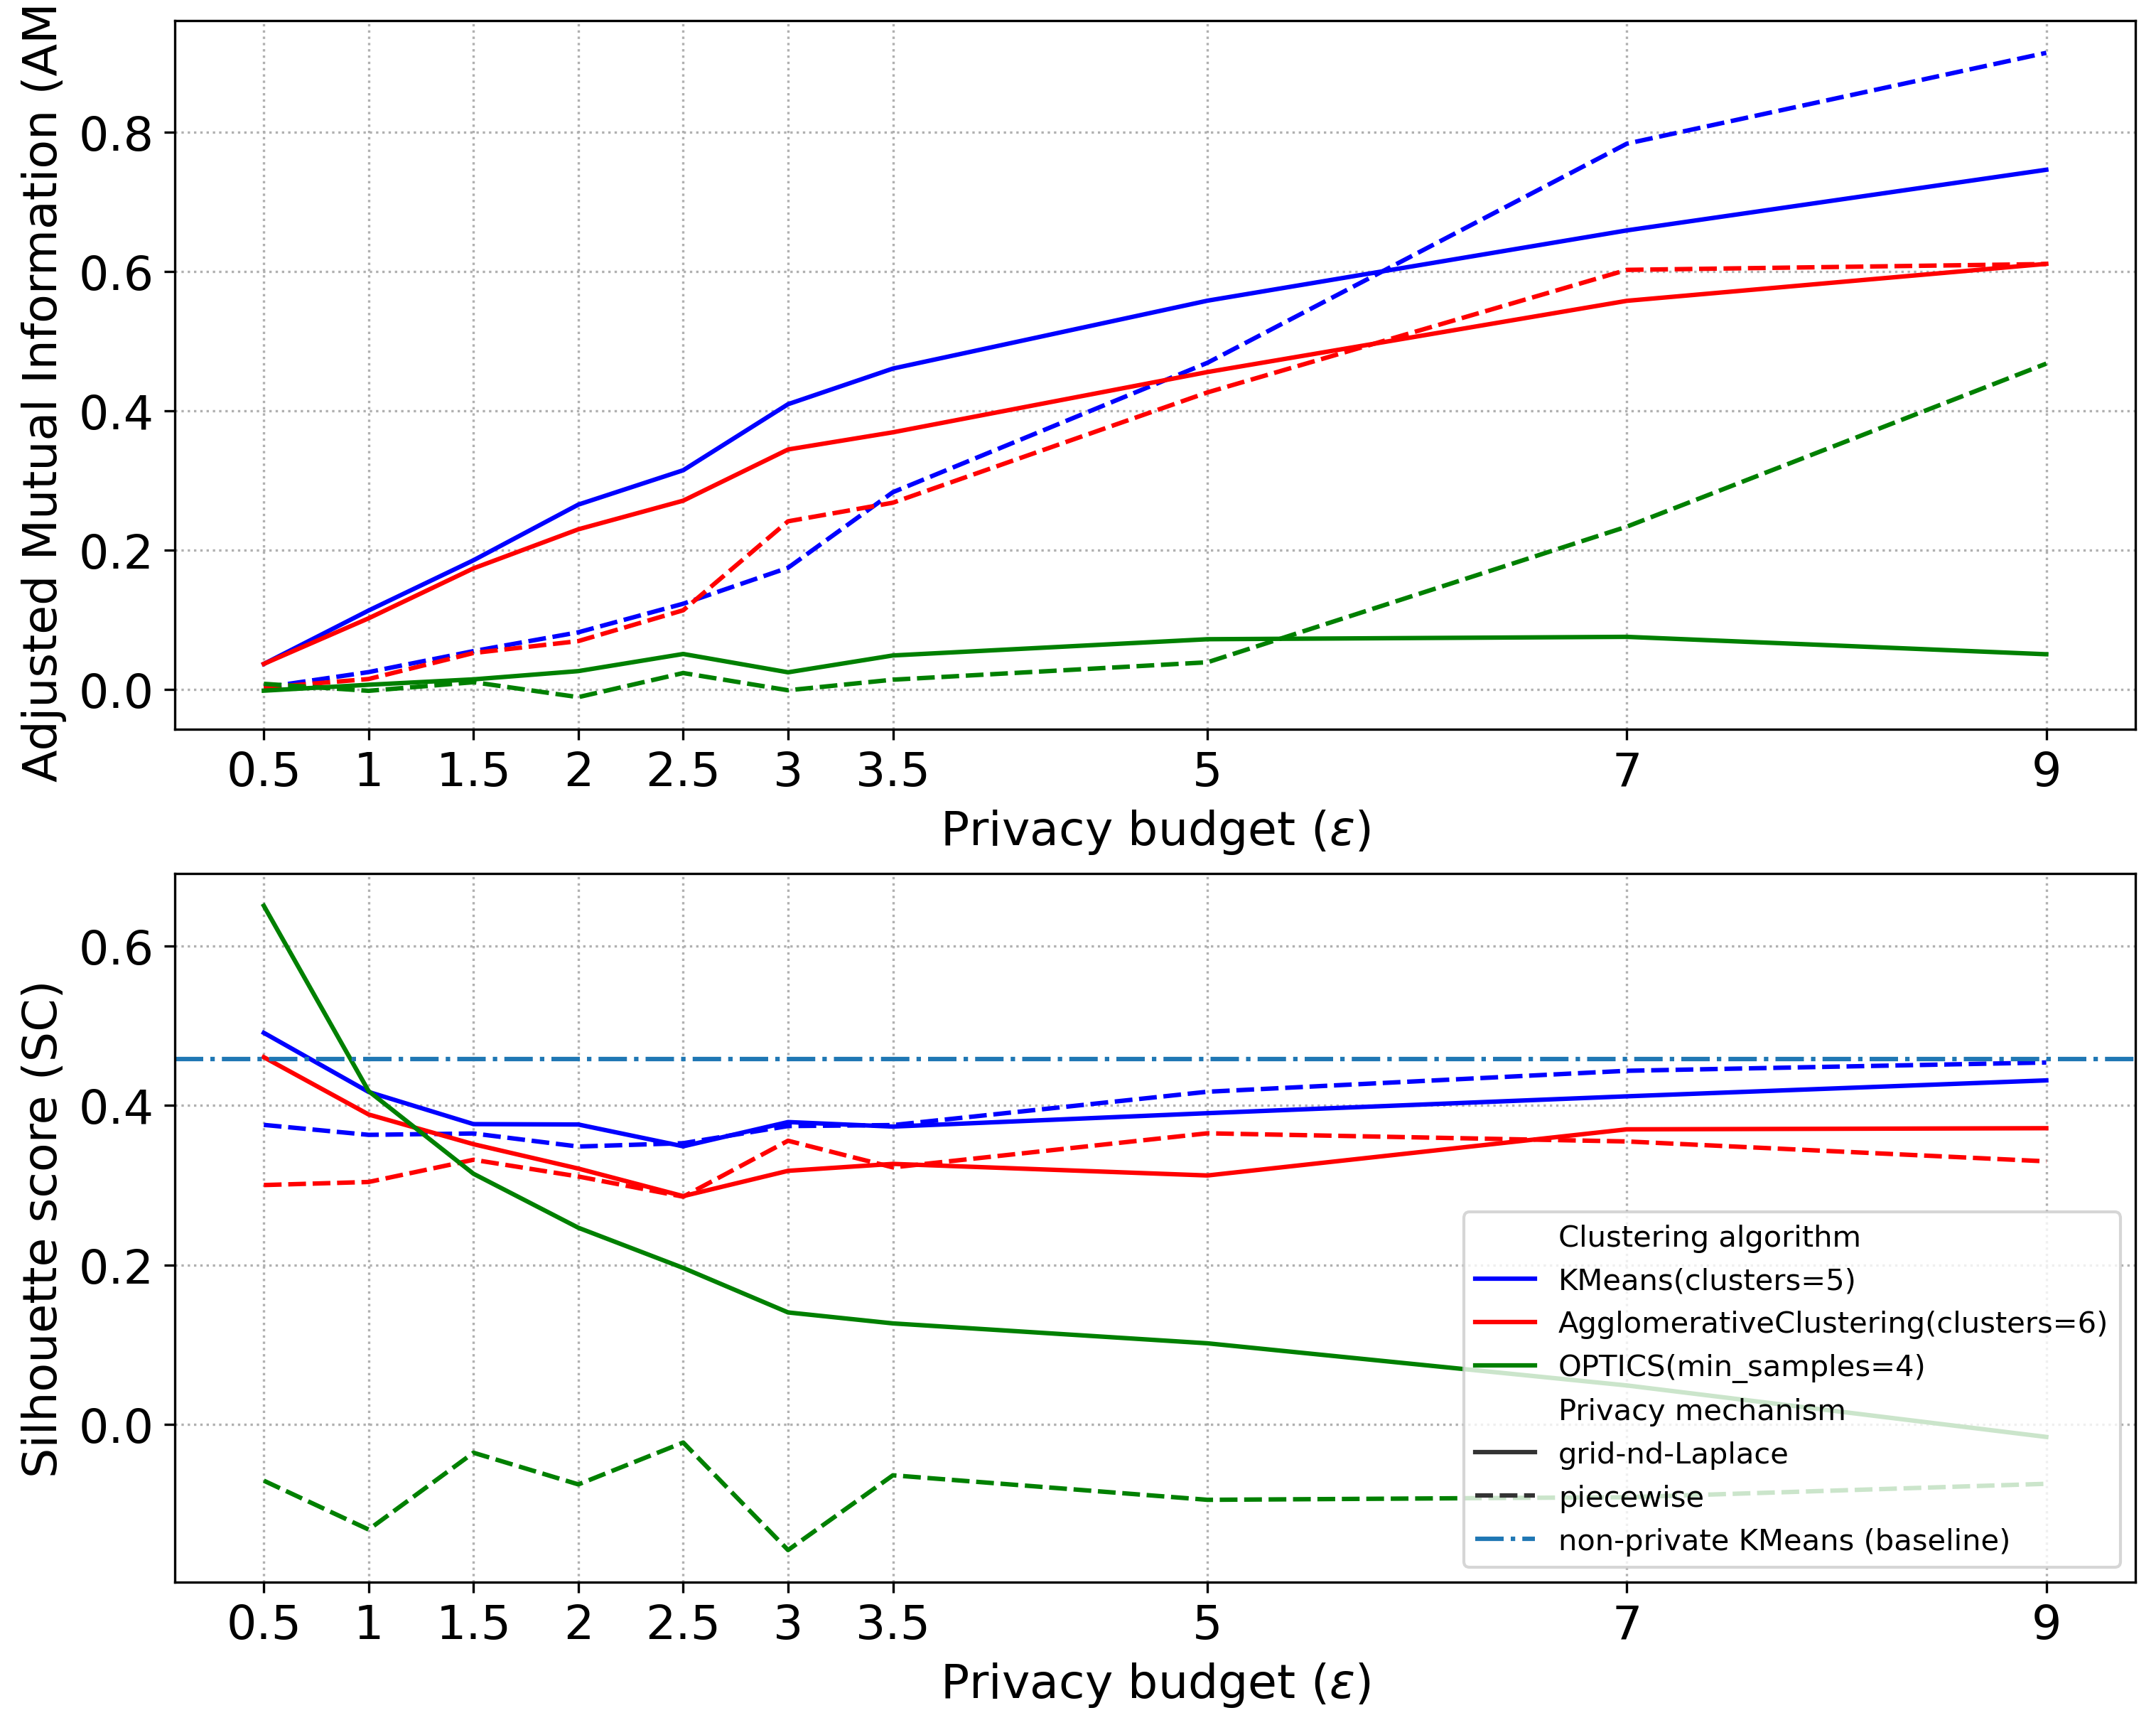 Adjusted Mutual Information (AM
0.8
0.6
0.4
0.2
0.0
0.5 1 1.5 2 2.5 3 3.5 5 7 9
Privacy budget (ε)
Silhouette score (SC)
0.6
0.4
0.2
0.0
Clustering algorithm
KMeans(clusters=5)
AgglomerativeClustering(clusters=6)
OPTICS(min_samples=4)
Privacy mechanism
grid-nd-Laplace
piecewise
non-private KMeans (baseline)
0.5 1 1.5 2 2.5 3 3.5 5 7 9
Privacy budget (ε)